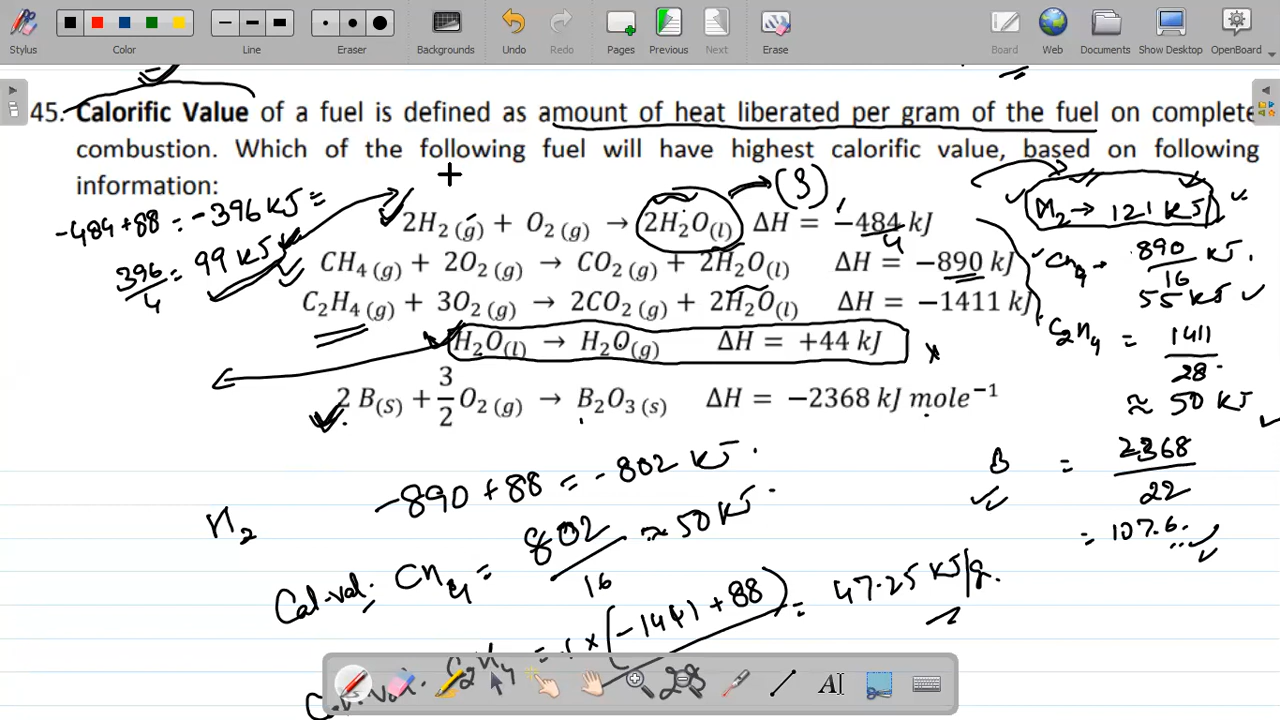 Stylus Color Line Eraser Backgrounds Undo Redo Pages Previous Next Erase Board Web Documents Show Desktop OpenBoard
45. Calorific Value of a fuel is defined as amount of heat liberated per gram of the fuel on complete
combustion. Which of the following fuel will have highest calorific value, based on following
information:
-484+88 = -396 kJ =
396/4 = 99 kJ
(g)
H2 → 121 kJ
2H2 (g) + O2 (g) → 2H2O(l) ΔH = -484 kJ
4
CH4 (g) + 2O2 (g) → CO2 (g) + 2H2O(l) ΔH = -890 kJ
C2H4 (g) + 3O2 (g) → 2CO2 (g) + 2H2O(l) ΔH = -1411 kJ
H2O(l) → H2O(g) ΔH = +44 kJ
2 B(S) + 3/2 O2 (g) → B2O3 (s) ΔH = -2368 kJ mole⁻¹
CH4 → 890/16 kJ.
55 kJ
C2H4 = 1411/28
≈ 50 kJ
B = 2368/22
= 107.6...
-890 + 88 = -802 kJ.
H2
Cal.val. CH4 = 802/16 ≈ 50 kJ.
C2H4 = 1 x (-1441 + 88)/28 = 47.25 kJ/g.